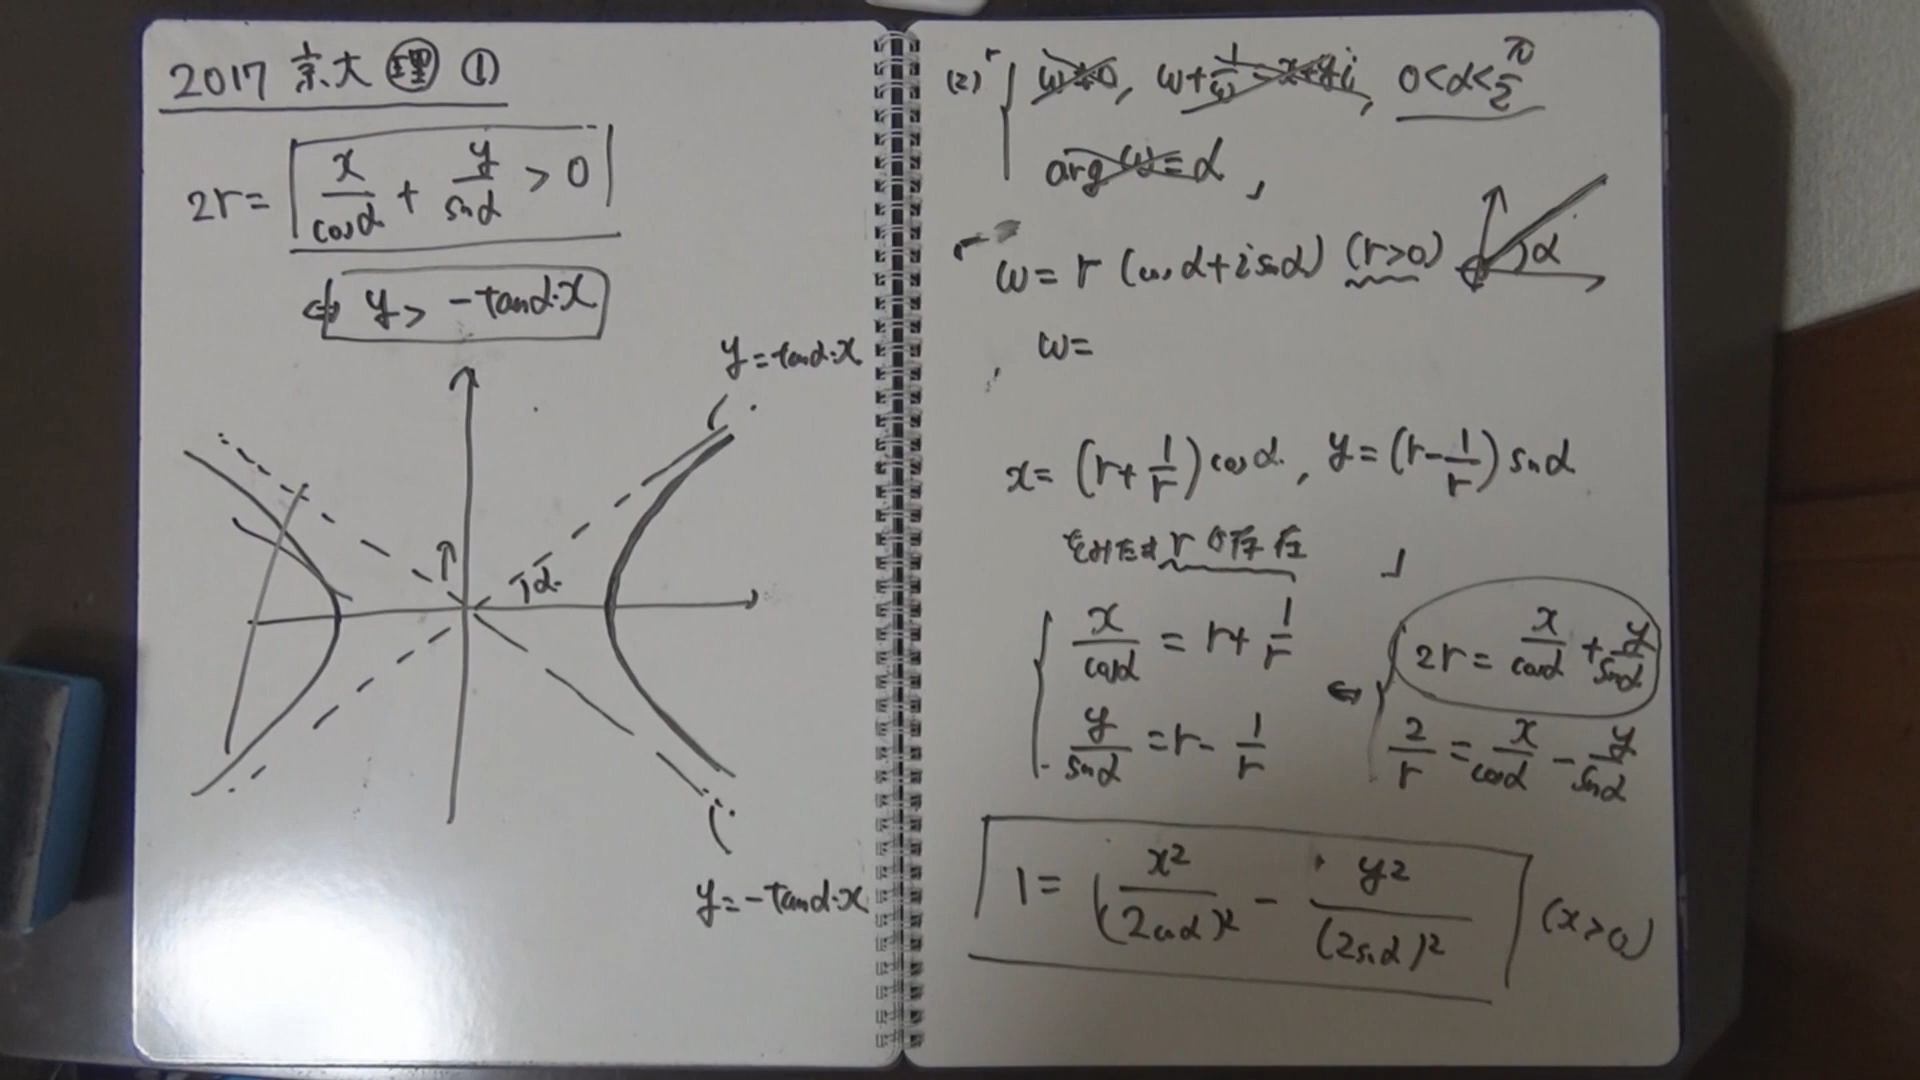 2017 京大 理 ①
2r = x/cosα + y/sinα > 0
⇔ y > -tanα·x
y = tanα·x
α
y = -tanα·x
(2) 「 ω≠0, ω+1/ω = x+yi, 0<α<π/2
arg ω = α 」
「 ω = r (cosα + i sinα) (r>0)
α
ω =
x = (r+1/r) cosα, y = (r-1/r) sinα
をみたす r が存在 」
x/cosα = r + 1/r
y/sinα = r - 1/r
⇔ 2r = x/cosα + y/sinα
2/r = x/cosα - y/sinα
1 = x²/(2cosα)² - y²/(2sinα)² (x>0)